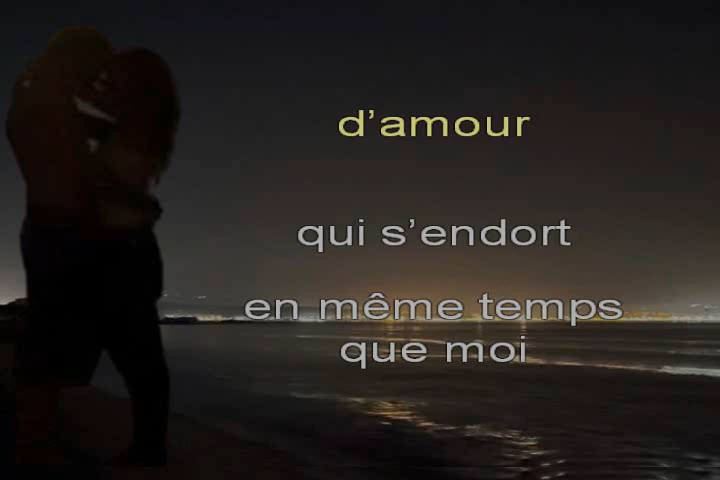 d’amour
qui s’endort
en même temps
que moi